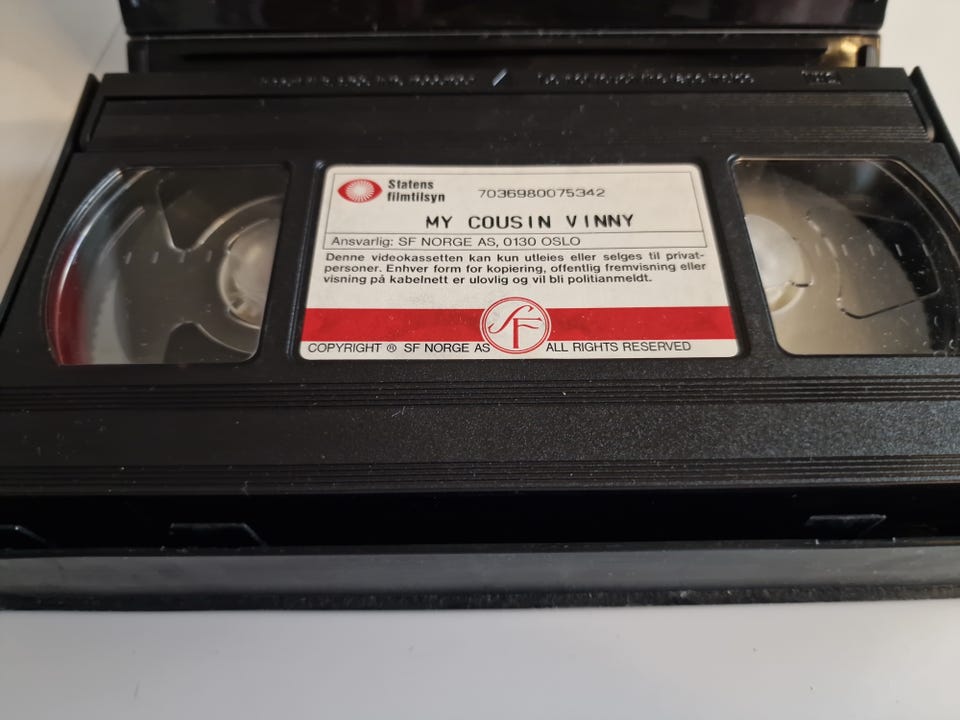 Statens
filmtilsyn
7036980075342
MY COUSIN VINNY
Ansvarlig: SF NORGE AS, 0130 OSLO
Denne videokassetten kan kun utleies eller selges til privat-
personer. Enhver form for kopiering, offentlig fremvisning eller
visning på kabelnett er ulovlig og vil bli politianmeldt.
SF
COPYRIGHT ® SF NORGE AS ALL RIGHTS RESERVED